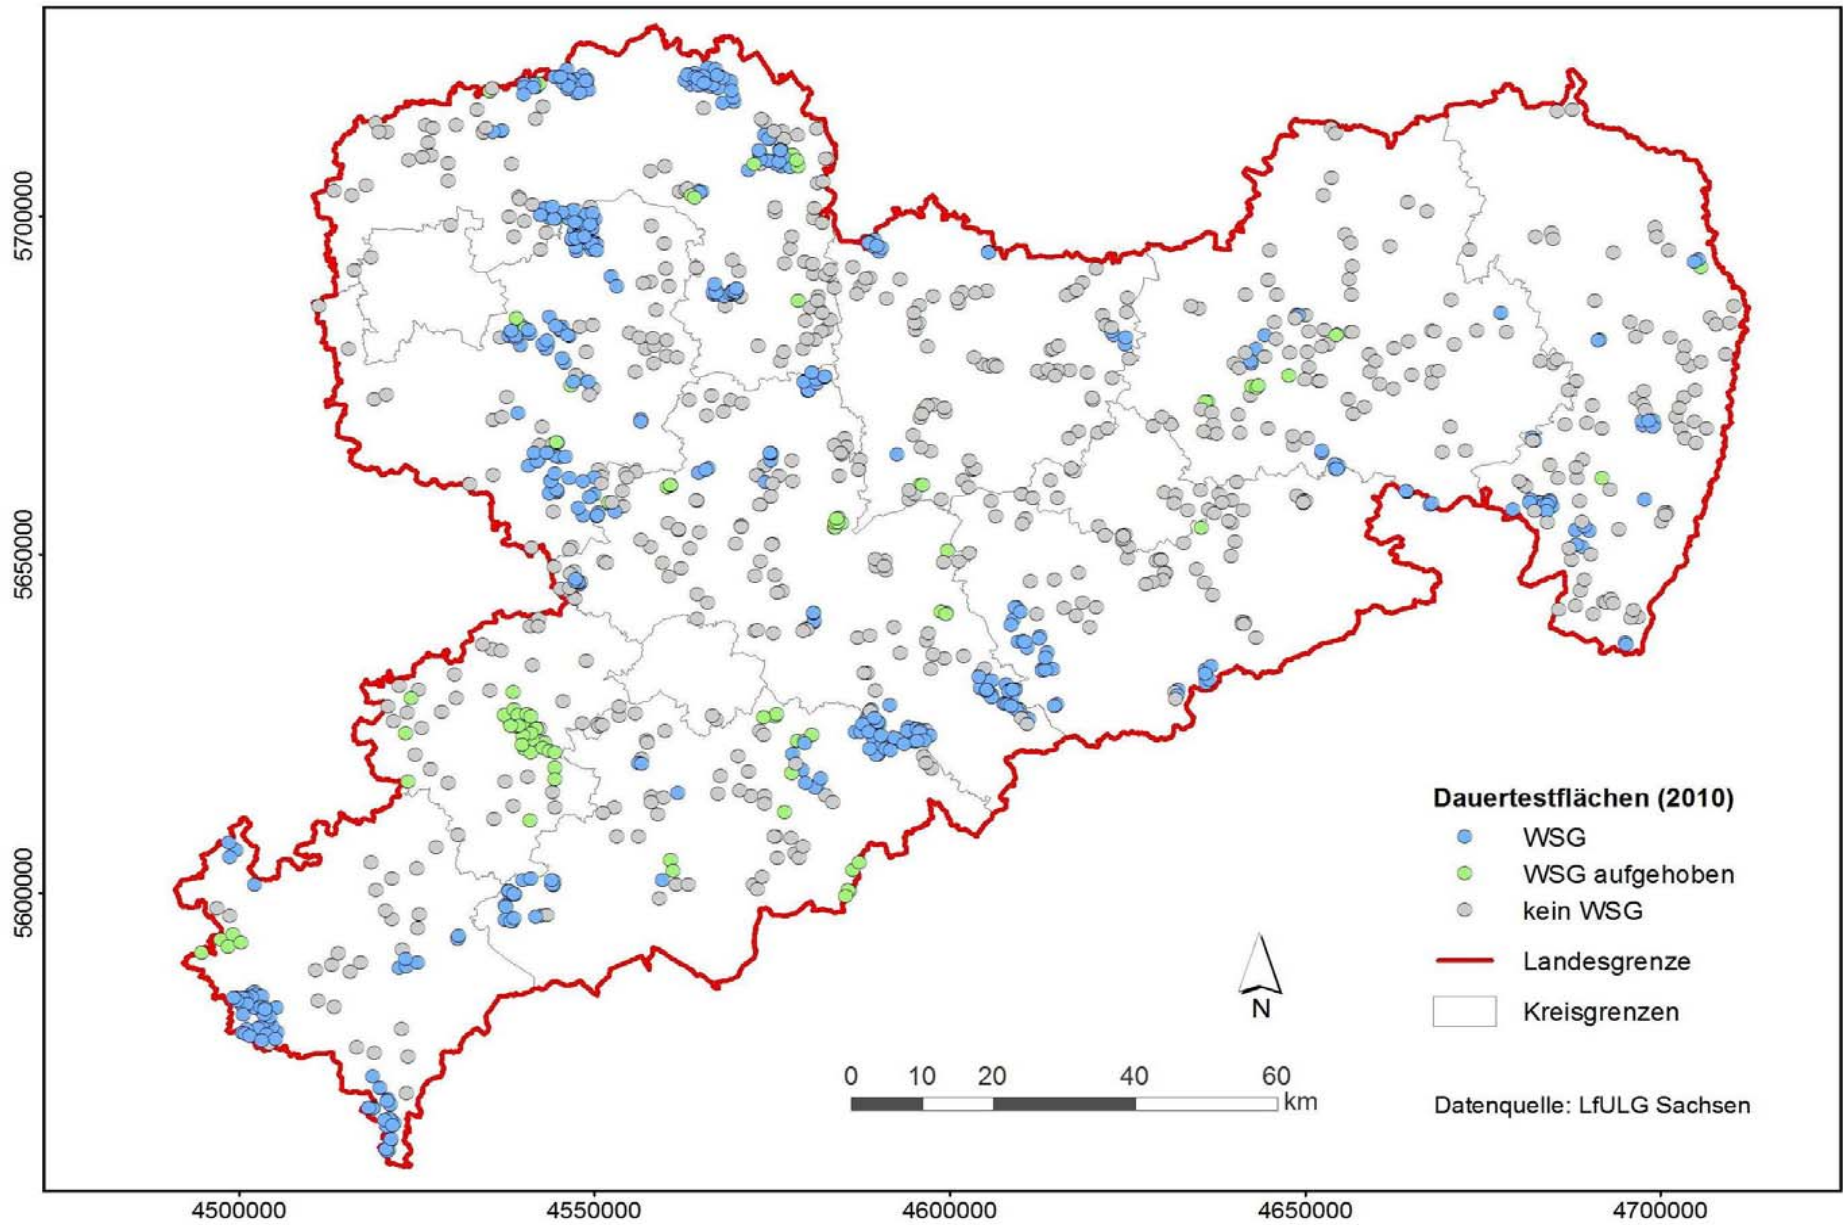 5700000
5650000
5600000
Dauertestflächen (2010)
WSG
WSG aufgehoben
kein WSG
Landesgrenze
Kreisgrenzen
N
0 10 20 40 60
km
Datenquelle: LfULG Sachsen
4500000 4550000 4600000 4650000 4700000